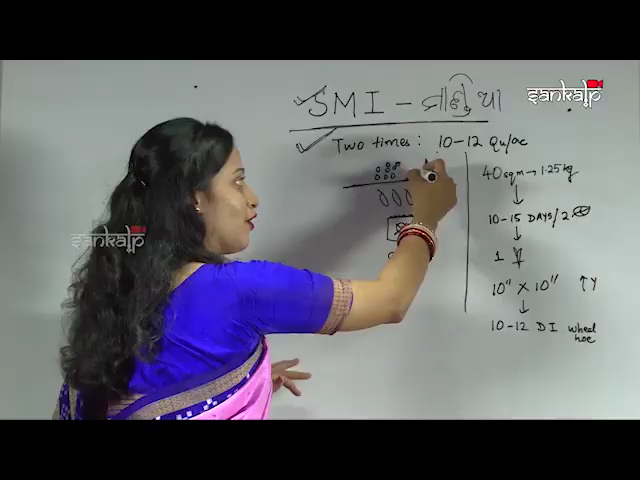 SMI - ମାଣ୍ଡିଆ
sankalp
Two times: 10-12 Qu/ac
40 sqm → 1.25 kg
sankalp
10-15 DAYS/2
1
10" × 10" ↑Y
10-12 DI wheel hoe